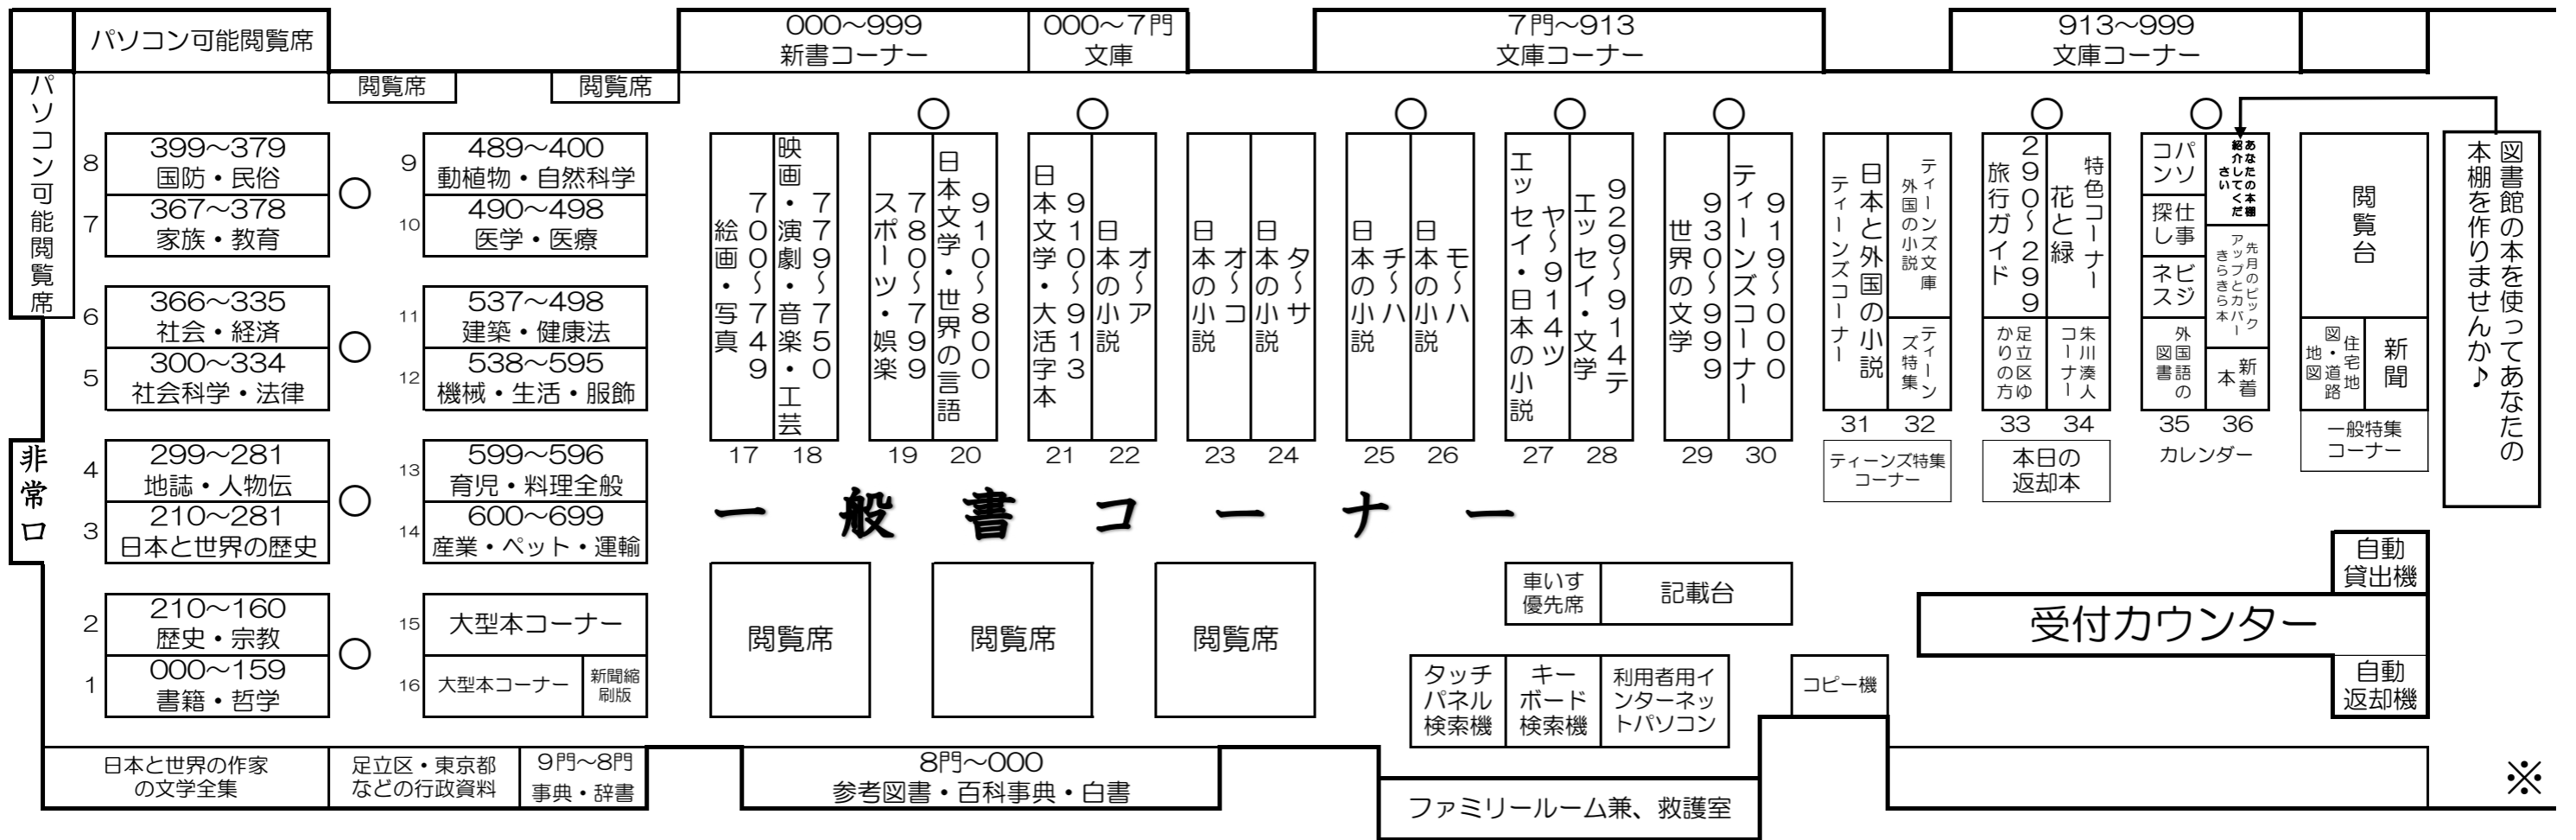 パソコン可能閲覧席
000～999
新書コーナー
000～7門
文庫
7門～913
文庫コーナー
913～999
文庫コーナー
パソコン可能閲覧席
閲覧席
閲覧席
8
399～379
国防・民俗
7
367～378
家族・教育
6
366～335
社会・経済
5
300～334
社会科学・法律
4
299～281
地誌・人物伝
3
210～281
日本と世界の歴史
2
210～160
歴史・宗教
1
000～159
書籍・哲学
非常口
9
489～400
動植物・自然科学
10
490～498
医学・医療
11
537～498
建築・健康法
12
538～595
機械・生活・服飾
13
599～596
育児・料理全般
14
600～699
産業・ペット・運輸
15
大型本コーナー
16
大型本コーナー
新聞縮
刷版
700～749
絵画・写真
17
779～750
映画・演劇・音楽・工芸
18
780～799
スポーツ・娯楽
19
910～800
日本文学・世界の言語
20
910～913
日本文学・大活字本
21
オ～ア
日本の小説
22
オ～コ
日本の小説
23
タ～サ
日本の小説
24
チ～ハ
日本の小説
25
モ～ハ
日本の小説
26
ヤ～914ツ
エッセイ・日本の小説
27
929～914テ
エッセイ・文学
28
930～999
世界の文学
29
919～000
ティーンズコーナー
30
日本と外国の小説
ティーンズコーナー
31
ティーンズ文庫
外国の小説
ティーン
ズ特集
32
ティーンズ特集
コーナー
290～299
旅行ガイド
足立区ゆ
かりの方
33
特色コーナー
花と緑
朱川湊人
コーナー
34
本日の
返却本
パソ
コン
仕事
探し
ビジ
ネス
外国語の
図書
35
あなたの本棚
紹介してくだ
さい
先月のピック
アップとカバー
きらきら本
新着
本
36
カレンダー
閲覧台
住宅地
図・道路
地図
新聞
一般特集
コーナー
図書館の本を使ってあなたの
本棚を作りませんか♪
一般書コーナー
閲覧席
閲覧席
閲覧席
車いす
優先席
記載台
タッチ
パネル
検索機
キー
ボード
検索機
利用者用イ
ンターネッ
トパソコン
コピー機
自動
貸出機
受付カウンター
自動
返却機
日本と世界の作家
の文学全集
足立区・東京都
などの行政資料
9門～8門
事典・辞書
8門～000
参考図書・百科事典・白書
ファミリールーム兼、救護室
※